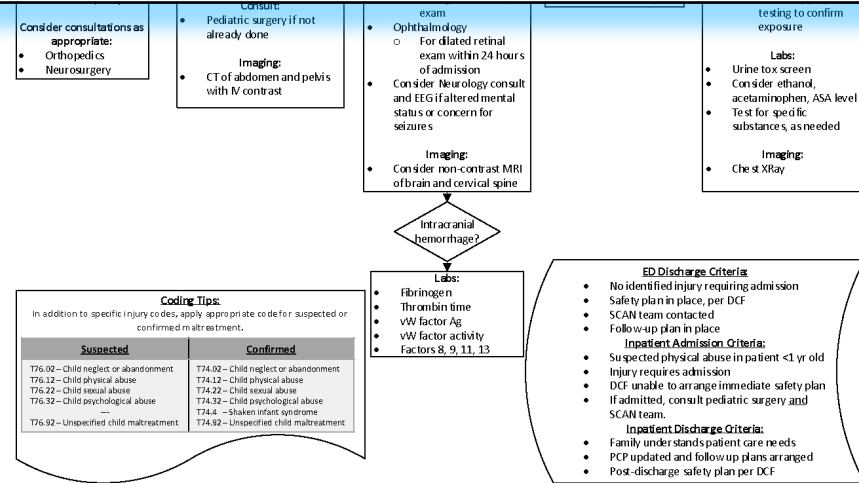 Consider consultations as
appropriate:
• Orthopedics
• Neurosurgery
Consult:
• Pediatric surgery if not
already done
Imaging:
• CT of abdomen and pelvis
with IV contrast
exam
• Ophthalmology
o For dilated retinal
exam within 24 hours
of admission
• Consider Neurology consult
and EEG if altered mental
status or concern for
seizures
Imaging:
• Consider non-contrast MRI
of brain and cervical spine
testing to confirm
exposure
Labs:
• Urine tox screen
• Consider ethanol,
acetaminophen, ASA level
• Test for specific
substances, as needed
Imaging:
• Chest XRay
Intracranial
hemorrhage?
Labs:
• Fibrinogen
• Thrombin time
• vW factor Ag
• vW factor activity
• Factors 8, 9, 11, 13
Coding Tips:
In addition to specific injury codes, apply appropriate code for suspected or
confirmed maltreatment.
Suspected
T76.02 – Child neglect or abandonment
T76.12 – Child physical abuse
T76.22 – Child sexual abuse
T76.32 – Child psychological abuse
---
T76.92 – Unspecified child maltreatment
Confirmed
T74.02 – Child neglect or abandonment
T74.12 – Child physical abuse
T74.22 – Child sexual abuse
T74.32 – Child psychological abuse
T74.4 – Shaken infant syndrome
T74.92 – Unspecified child maltreatment
ED Discharge Criteria:
• No identified injury requiring admission
• Safety plan in place, per DCF
• SCAN team contacted
• Follow-up plan in place
Inpatient Admission Criteria:
• Suspected physical abuse in patient <1 yr old
• Injury requires admission
• DCF unable to arrange immediate safety plan
• If admitted, consult pediatric surgery and
SCAN team.
Inpatient Discharge Criteria:
• Family understands patient care needs
• PCP updated and follow up plans arranged
• Post-discharge safety plan per DCF